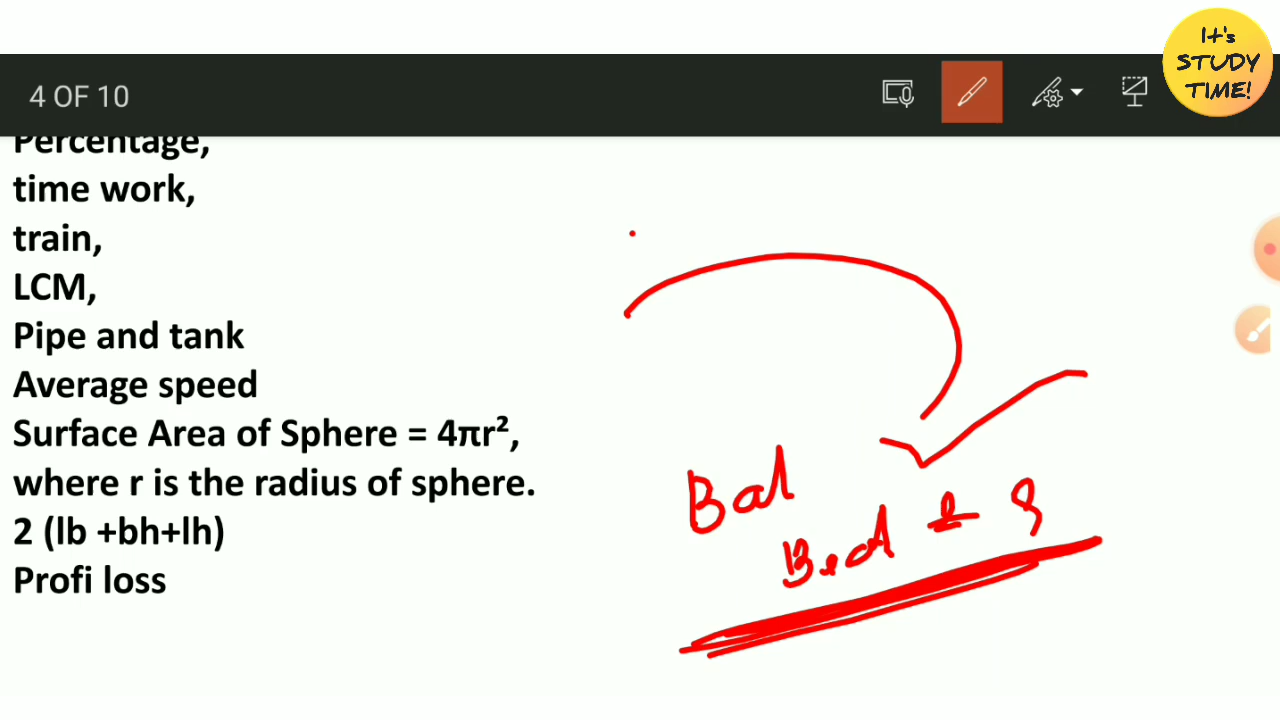 It's
STUDY
TIME!
4 OF 10
Percentage,
time work,
train,
LCM,
Pipe and tank
Average speed
Surface Area of Sphere = 4πr²,
where r is the radius of sphere.
2 (lb +bh+lh)
Profi loss
Bat